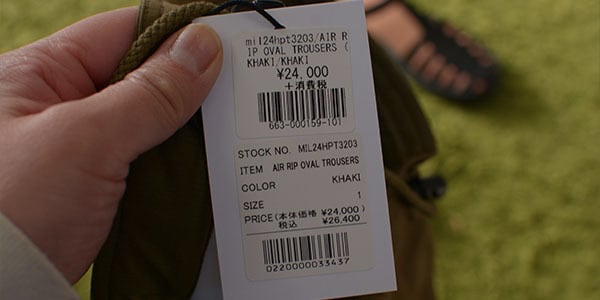 mil24hpt3203/AIR R
IP OVAL TROUSERS (
KHAKI/KHAKI
¥24,000
+消費税
663-000159-101
STOCK NO. MIL24HPT3203
ITEM AIR RIP OVAL TROUSERS
COLOR KHAKI
SIZE 1
PRICE(本体価格 ¥24,000)
税込 ¥26,400
0220000033437